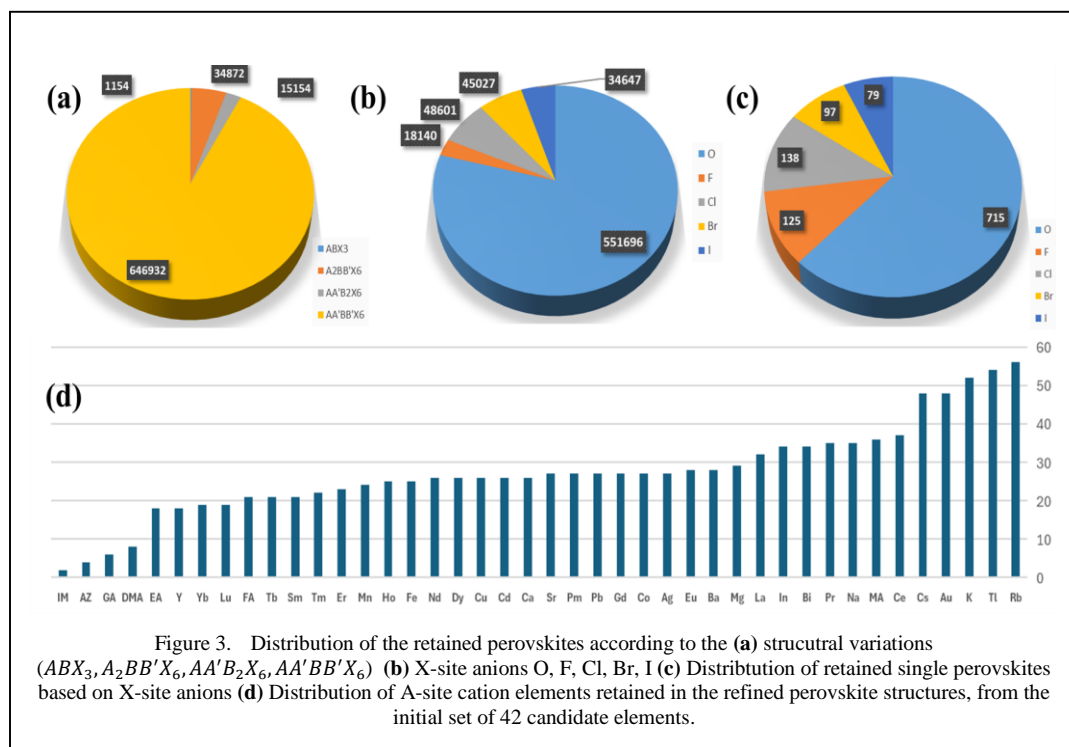 (a)
1154
34872
15154
646932
ABX3
A2BB'X6
AA'B2X6
AA'BB'X6
(b)
45027
34647
48601
18140
551696
O
F
Cl
Br
I
(c)
79
97
138
125
715
O
F
Cl
Br
I
(d)
60
50
40
30
20
10
0
IM AZ GA DMA EA Y Yb Lu FA Tb Sm Tm Er Mn Ho Fe Nd Dy Cu Cd Ca Sr Pm Pb Gd Co Ag Eu Ba Mg La In Bi Pr Na MA Ce Cs Au K Tl Rb
Figure 3. Distribution of the retained perovskites according to the (a) strucutral variations
(𝐴𝐵𝑋₃, 𝐴₂𝐵𝐵′𝑋₆, 𝐴𝐴′𝐵₂𝑋₆, 𝐴𝐴′𝐵𝐵′𝑋₆) (b) X-site anions O, F, Cl, Br, I (c) Distribtution of retained single perovskites
based on X-site anions (d) Distribution of A-site cation elements retained in the refined perovskite structures, from the
initial set of 42 candidate elements.